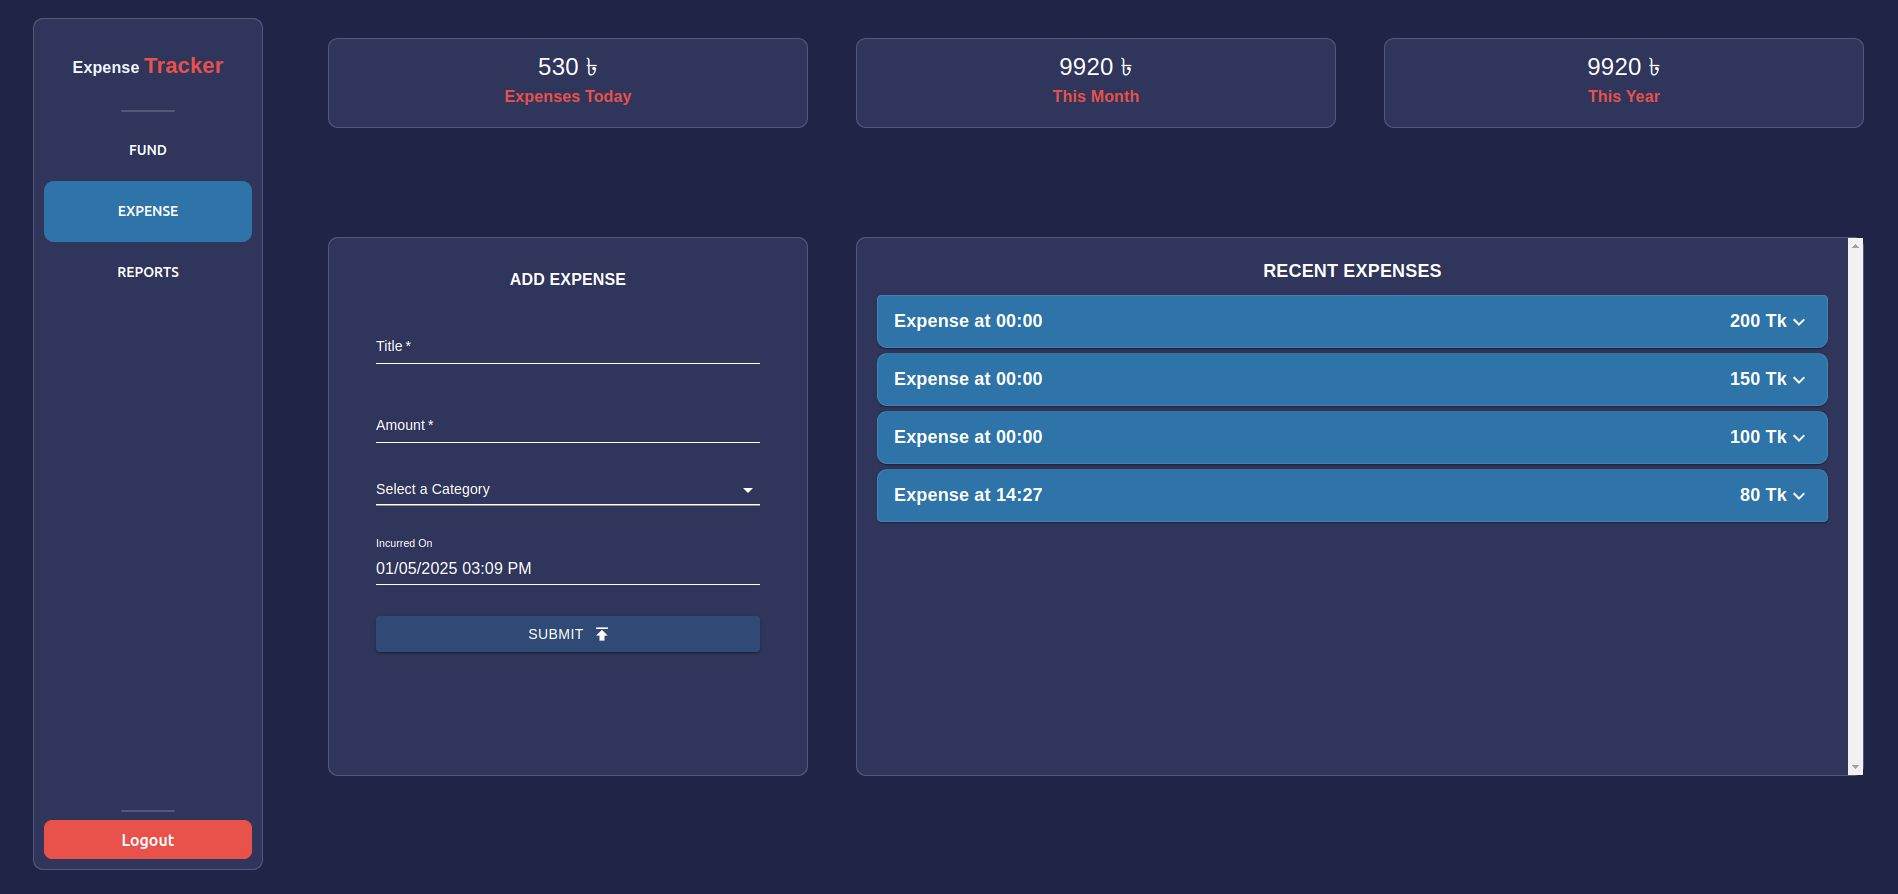 Expense Tracker
FUND
EXPENSE
REPORTS
Logout
530 ৳
Expenses Today
9920 ৳
This Month
9920 ৳
This Year
ADD EXPENSE
Title *
Amount *
Select a Category
Incurred On
01/05/2025 03:09 PM
SUBMIT
RECENT EXPENSES
Expense at 00:00 200 Tk
Expense at 00:00 150 Tk
Expense at 00:00 100 Tk
Expense at 14:27 80 Tk